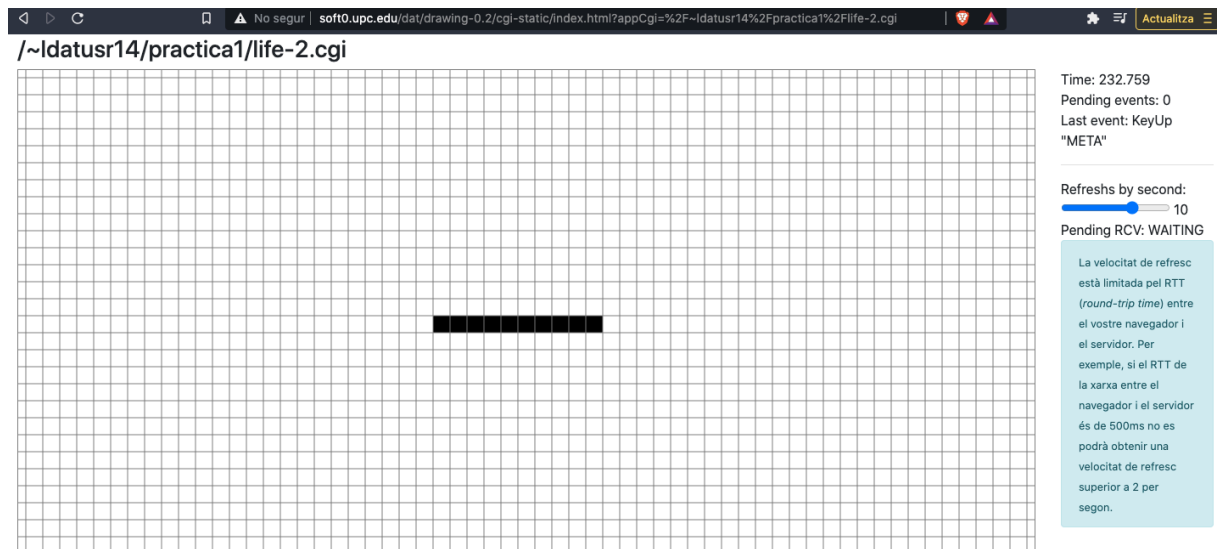 No segur | soft0.upc.edu/dat/drawing-0.2/cgi-static/index.html?appCgi=%2F~ldatusr14%2Fpractica1%2Flife-2.cgi
Actualitza
/~ldatusr14/practica1/life-2.cgi
Time: 232.759
Pending events: 0
Last event: KeyUp
"META"
Refreshs by second:
10
Pending RCV: WAITING
La velocitat de refresc
està limitada pel RTT
(round-trip time) entre
el vostre navegador i
el servidor. Per
exemple, si el RTT de
la xarxa entre el
navegador i el servidor
és de 500ms no es
podrà obtenir una
velocitat de refresc
superior a 2 per
segon.